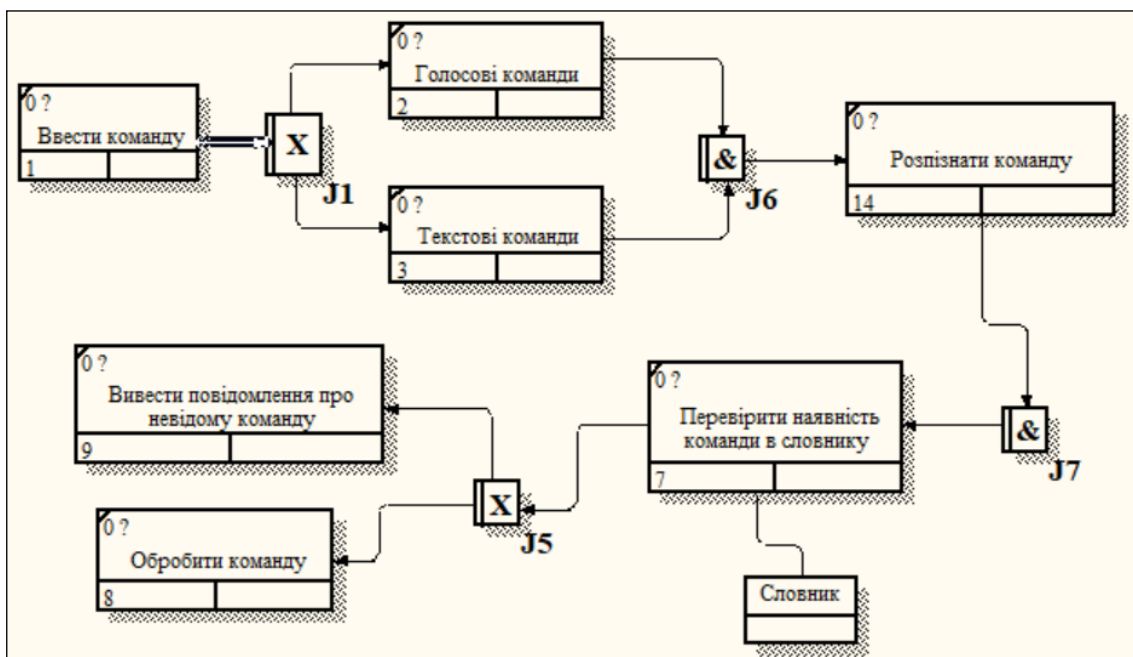 0 ?
Ввести команду
1
X
J1
0 ?
Голосові команди
2
0 ?
Текстові команди
3
&
J6
0 ?
Розпізнати команду
14
&
J7
0 ?
Перевірити наявність
команди в словнику
7
Словник
X
J5
0 ?
Вивести повідомлення про
невідому команду
9
0 ?
Обробити команду
8